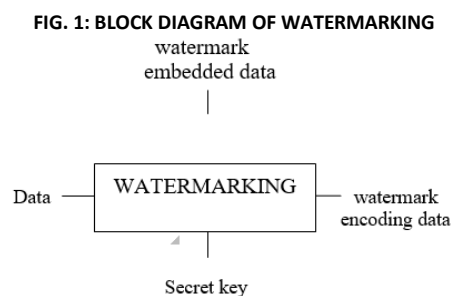 FIG. 1: BLOCK DIAGRAM OF WATERMARKING
watermark
embedded data
WATERMARKING
Data
watermark
encoding data
Secret key